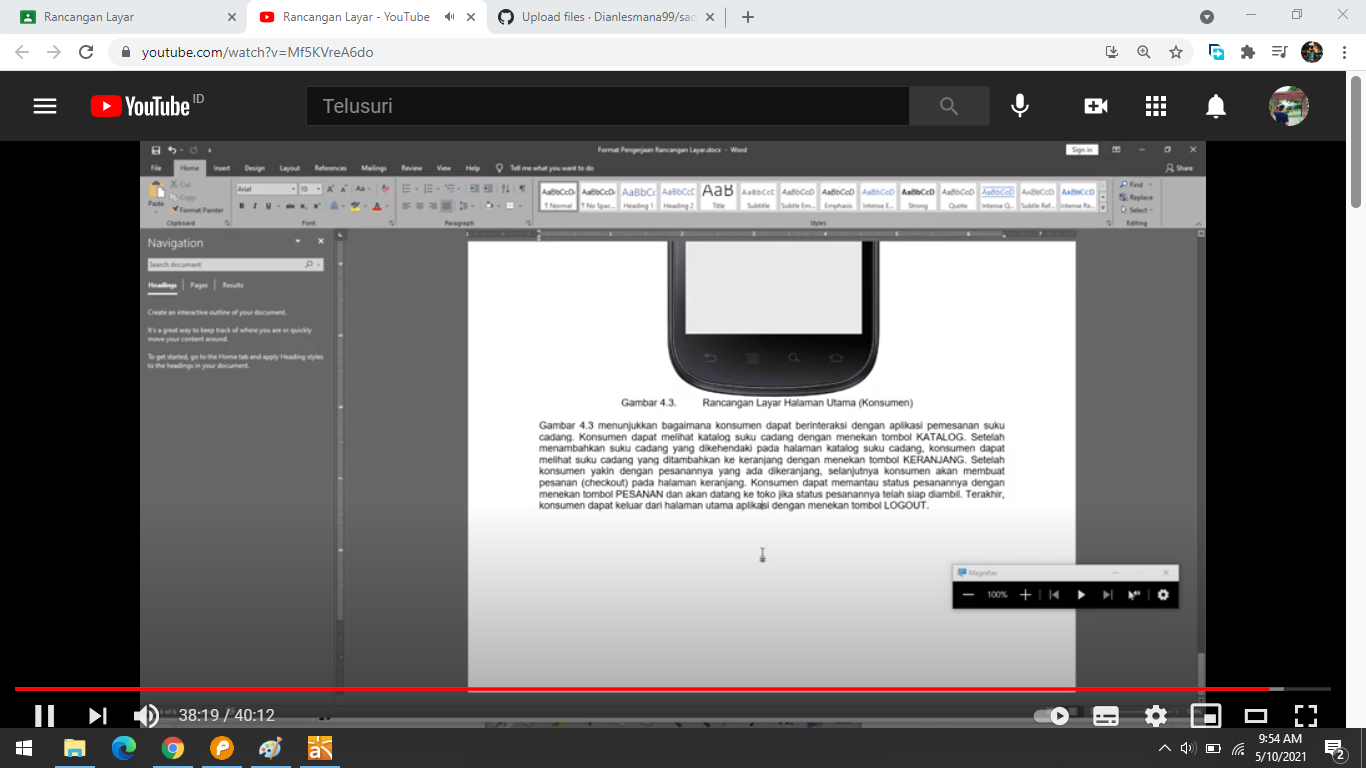 Rancangan Layar
Rancangan Layar - YouTube
Upload files · Dianlesmana99/sad
youtube.com/watch?v=Mf5KVreA6do
YouTube ID
Telusuri
Format Pengerjaan Rancangan Layar.docx - Word
Sign in
File Home Insert Design Layout References Mailings Review View Help Tell me what you want to do
Share
Paste
Cut
Copy
Format Painter
Clipboard
Arial 10
Font
Paragraph
AaBbCcDc AaBbCcDc AaBbCc AaBbCcD AaB AaBbCcC AaBbCcDc AaBbCcDc AaBbCcDc AaBbCcD AaBbCcDc AaBbCcDc AaBbCcDc AaBbCcD
¶ Normal ¶ No Spac... Heading 1 Heading 2 Title Subtitle Subtle Em... Emphasis Intense E... Strong Quote Intense Q... Subtle Ref... Intense Re...
Styles
Find
Replace
Select
Editing
Navigation
Search document
Headings Pages Results
Create an interactive outline of your document.
It's a great way to keep track of where you are or quickly
move your content around.
To get started, go to the Home tab and apply Heading styles
to the headings in your document.
Gambar 4.3. Rancangan Layar Halaman Utama (Konsumen)
Gambar 4.3 menunjukkan bagaimana konsumen dapat berinteraksi dengan aplikasi pemesanan suku
cadang. Konsumen dapat melihat katalog suku cadang dengan menekan tombol KATALOG. Setelah
menambahkan suku cadang yang dikehendaki pada halaman katalog suku cadang, konsumen dapat
melihat suku cadang yang ditambahkan ke keranjang dengan menekan tombol KERANJANG. Setelah
konsumen yakin dengan pesanannya yang ada dikeranjang, selanjutnya konsumen akan membuat
pesanan (checkout) pada halaman keranjang. Konsumen dapat memantau status pesanannya dengan
menekan tombol PESANAN dan akan datang ke toko jika status pesanannya telah siap diambil. Terakhir,
konsumen dapat keluar dari halaman utama aplikasi dengan menekan tombol LOGOUT.
Magnifier
100%
38:19 / 40:12
9:54 AM
5/10/2021
2